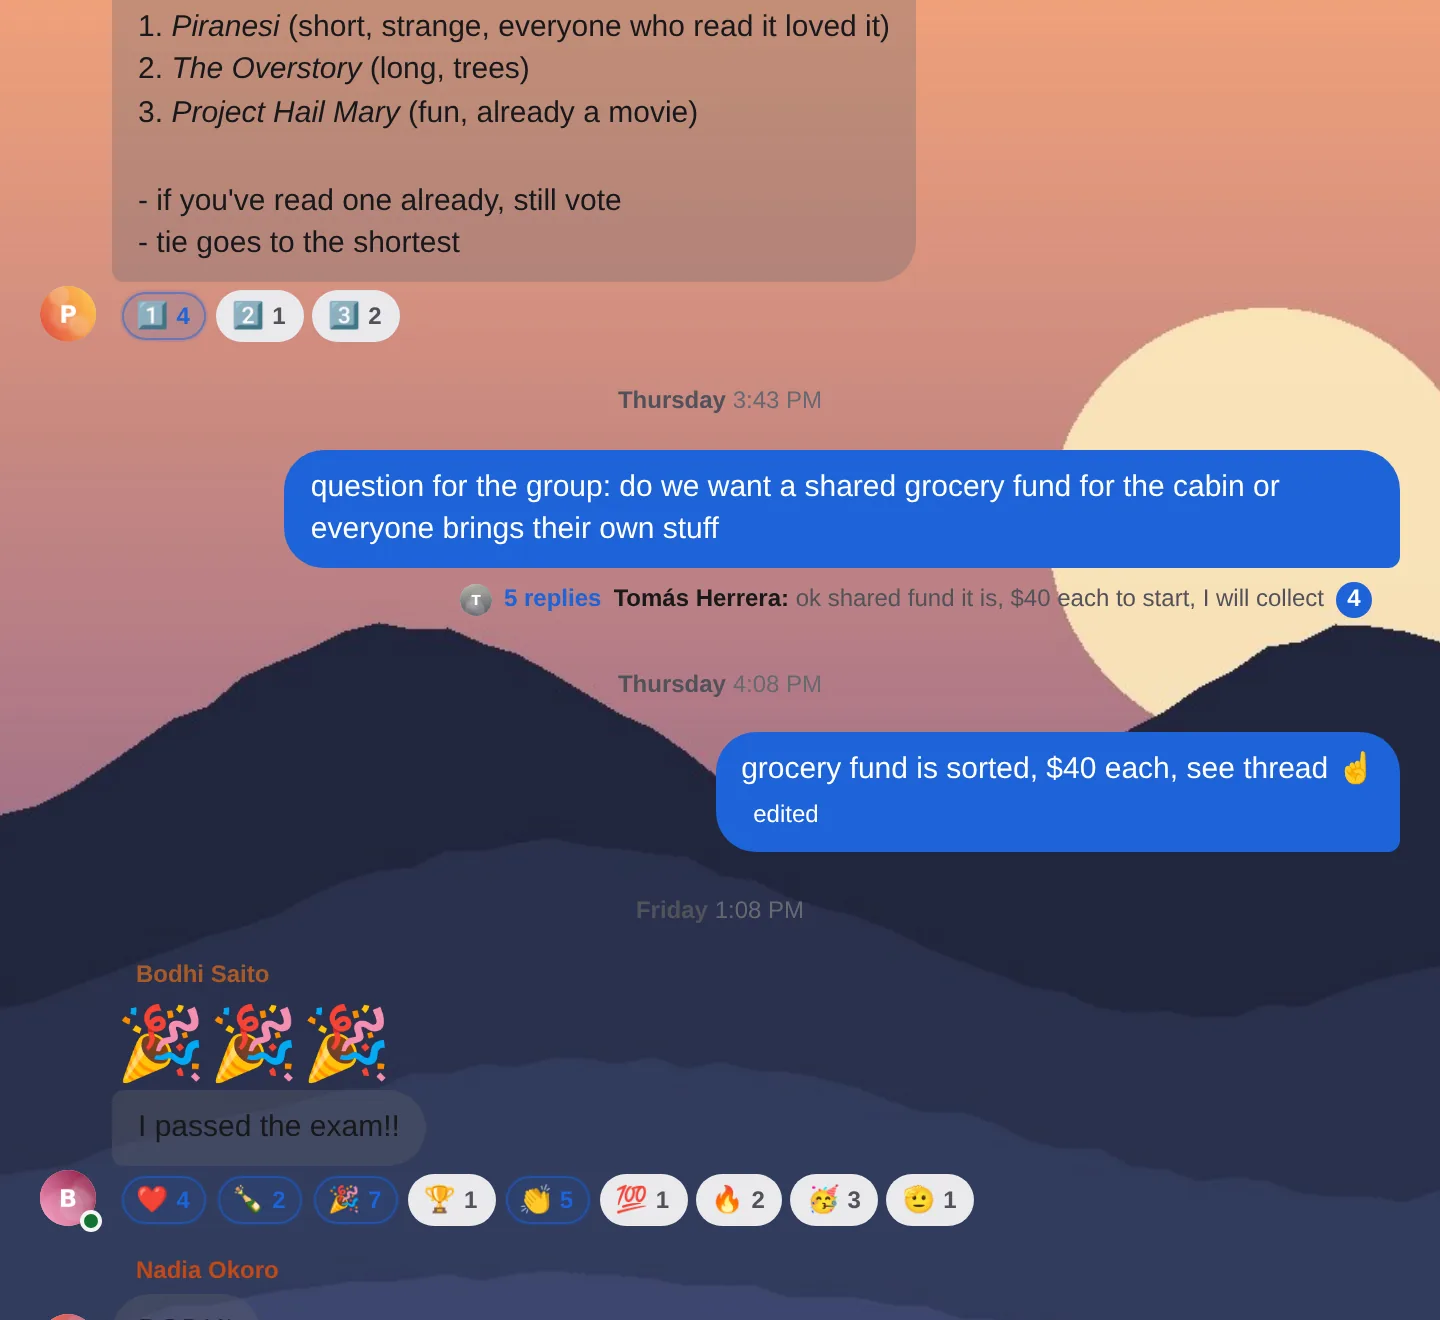 1. Piranesi (short, strange, everyone who read it loved it)
2. The Overstory (long, trees)
3. Project Hail Mary (fun, already a movie)
- if you've read one already, still vote
- tie goes to the shortest
P 1️⃣ 4 2️⃣ 1 3️⃣ 2
Thursday 3:43 PM
question for the group: do we want a shared grocery fund for the cabin or
everyone brings their own stuff
T 5 replies Tomás Herrera: ok shared fund it is, $40 each to start, I will collect 4
Thursday 4:08 PM
grocery fund is sorted, $40 each, see thread ☝️
edited
Friday 1:08 PM
Bodhi Saito
🎉🎉🎉
I passed the exam!!
B ❤️ 4 🍾 2 🎉 7 🏆 1 👏 5 💯 1 🔥 2 🥳 3 🫡 1
Nadia Okoro